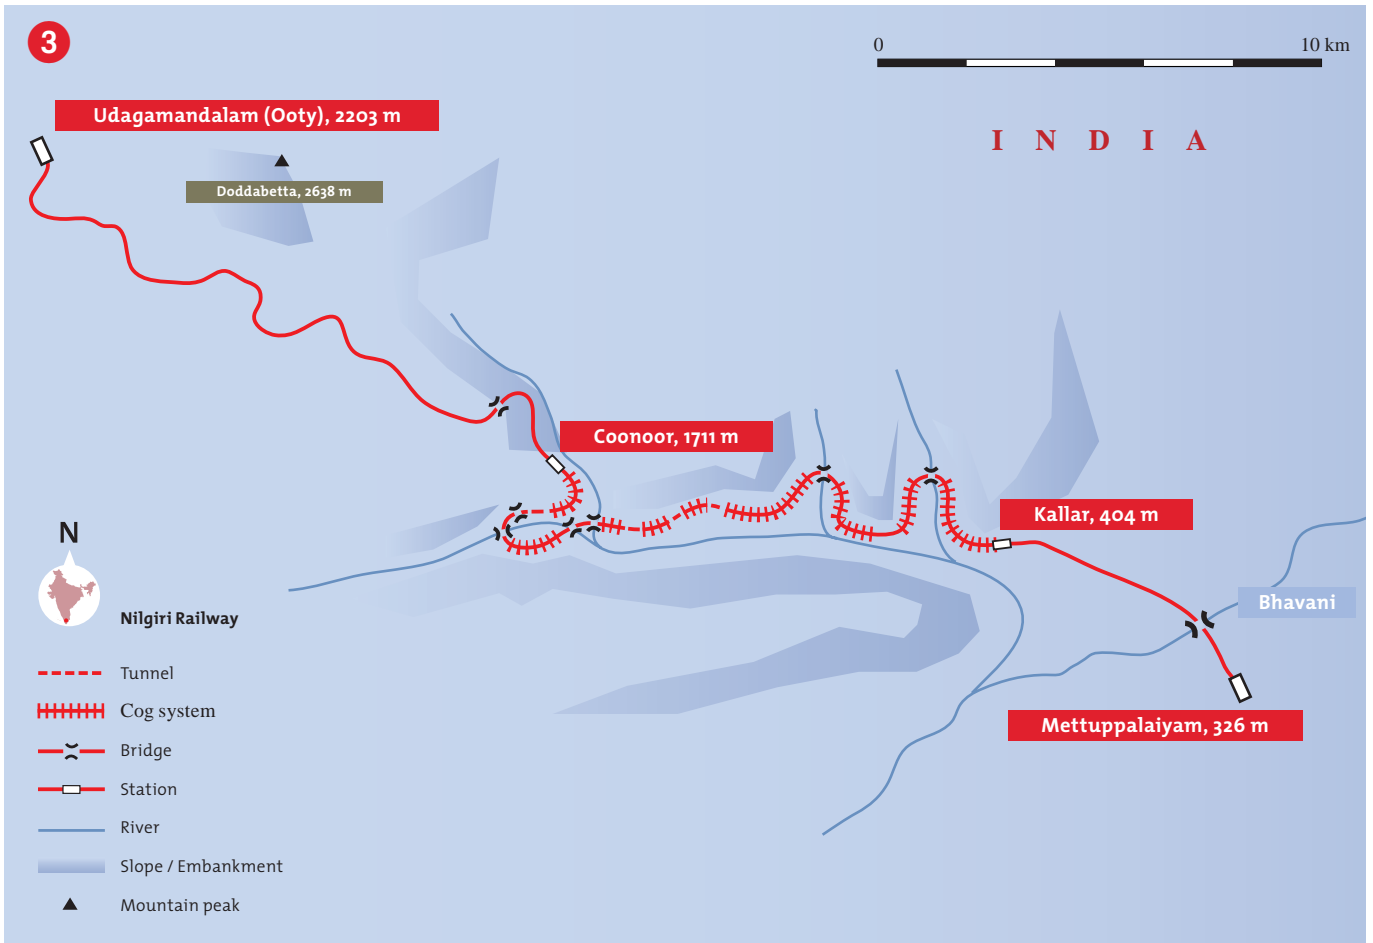 3
0 10 km
Udagamandalam (Ooty), 2203 m
INDIA
Doddabetta, 2638 m
Coonoor, 1711 m
Kallar, 404 m
N
Bhavani
Nilgiri Railway
Tunnel
Cog system
Mettuppalaiyam, 326 m
Bridge
Station
River
Slope / Embankment
Mountain peak